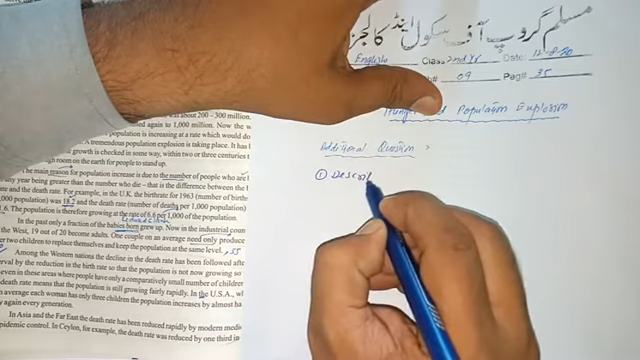 مسلم گروپ آف سکول اینڈ کالجز
English Class 2nd Yr Date: 12-8-20
09 Page# 35
Population Explosion
Additional Question :
① Descri
was about 200 - 300 million.
again to 1,000 million. Now the w
population is increasing at a rate which would do
tremendous population explosion is taking place. It has
growth is checked in some way, within two or three centuries t
room on the earth for people to stand up.
The main reason for population increase is due to the number of people who are
any year being greater than the number who die – that is the difference between the b
and the death rate. For example, in the U.K. the birthrate for 1963 (number of births
1,000 population) was 18.2 and the death rate (number of deaths per 1,000 population)
The population is therefore growing at the rate of 6.6 per 1,000 of the population.
In the past only a fraction of the babies born grew up. Now in the industrial coun
the West, 19 out of 20 become adults. One couple on an average need only produce
two children to replace themselves and keep the population at the same level.
Among the Western nations the decline in the death rate has been followed afte
interval by the reduction in the birth rate so that the population is not now growing so
even in these areas where people have only a comparatively small number of children
death rate means that the population is still growing fairly rapidly. In the U.S.A., wh
average each woman has only three children the population increases by almost ha
every again generation.
In Asia and the Far East the death rate has been reduced rapidly by modern medic
epidemic control. In Ceylon, for example, the death rate was reduced by one third in